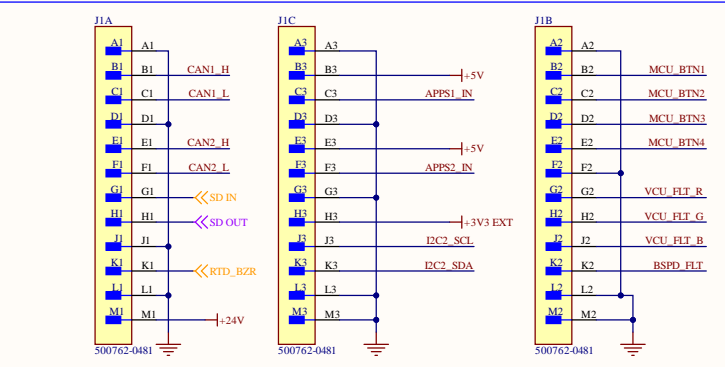 J1A
A1 A1
B1 B1 CAN1_H
C1 C1 CAN1_L
D1 D1
E1 E1 CAN2_H
F1 F1 CAN2_L
G1 G1 SD IN
H1 H1 SD OUT
J1 J1
K1 K1 RTD_BZR
L1 L1
M1 M1 +24V
500762-0481
J1C
A3 A3
B3 B3 +5V
C3 C3 APPS1_IN
D3 D3
E3 E3 +5V
F3 F3 APPS2_IN
G3 G3
H3 H3 +3V3 EXT
J3 J3 I2C2_SCL
K3 K3 I2C2_SDA
L3 L3
M3 M3
500762-0481
J1B
A2 A2
B2 B2 MCU_BTN1
C2 C2 MCU_BTN2
D2 D2 MCU_BTN3
E2 E2 MCU_BTN4
F2 F2
G2 G2 VCU_FLT_R
H2 H2 VCU_FLT_G
J2 J2 VCU_FLT_B
K2 K2 BSPD_FLT
L2 L2
M2 M2
500762-0481